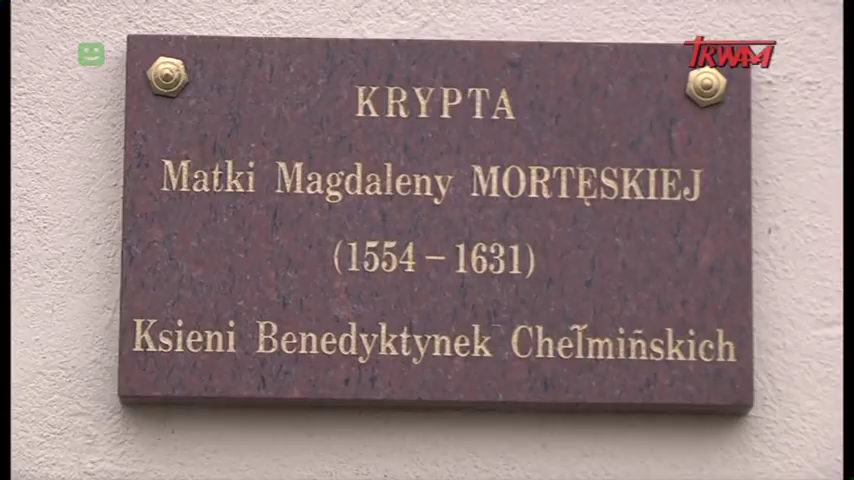 TRWAM
KRYPTA
Matki Magdaleny MORTĘSKIEJ
(1554 – 1631)
Ksieni Benedyktynek Chełmińskich